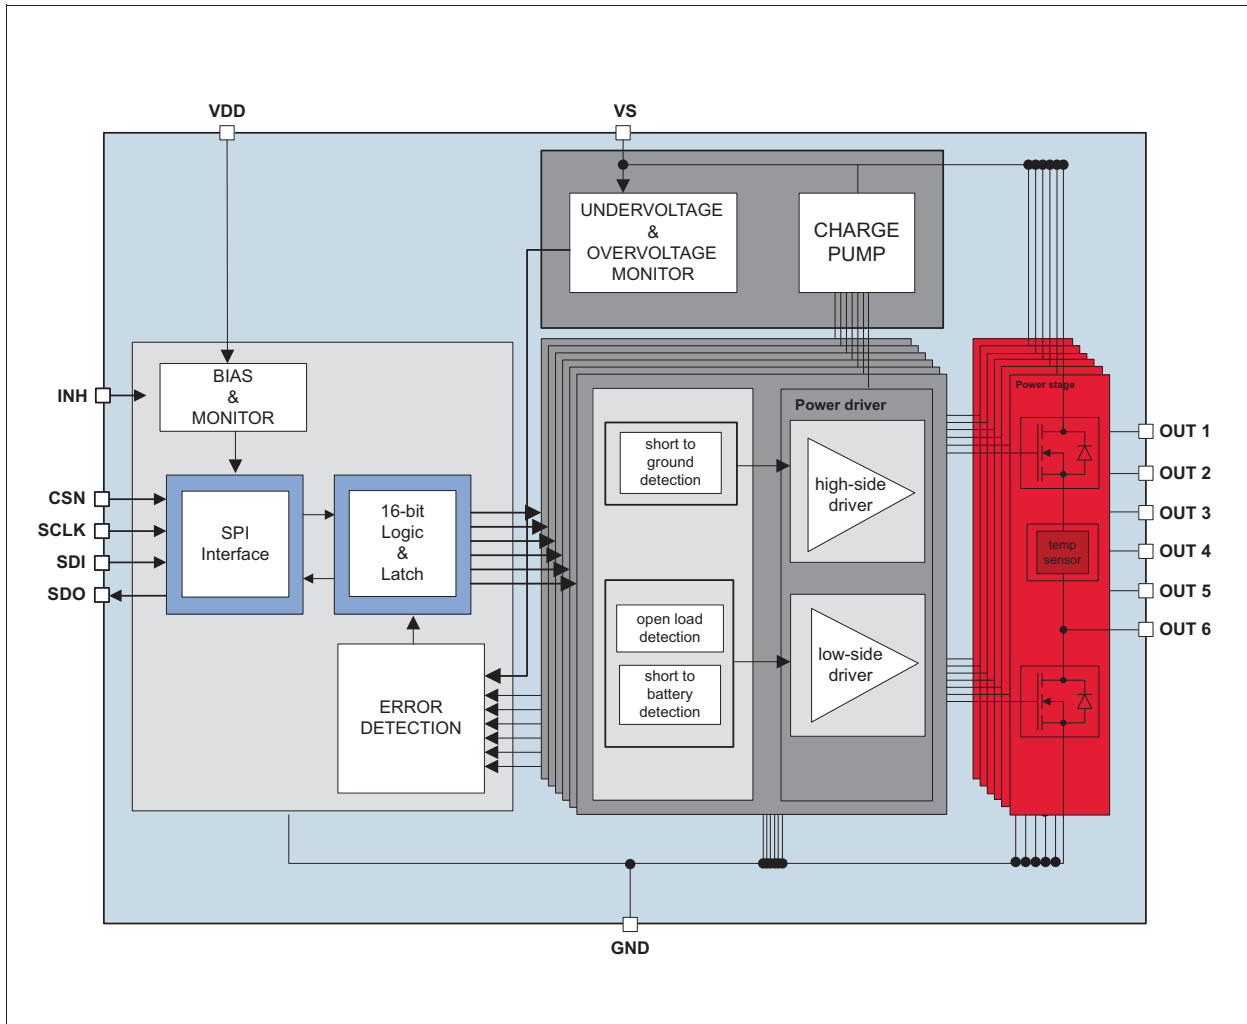 VDD
VS
UNDERVOLTAGE
&
OVERVOLTAGE
MONITOR
CHARGE
PUMP
INH
BIAS
&
MONITOR
CSN
SCLK
SDI
SDO
SPI
Interface
16-bit
Logic
&
Latch
ERROR
DETECTION
short to
ground
detection
open load
detection
short to
battery
detection
Power driver
high-side
driver
low-side
driver
Power stage
temp
sensor
OUT 1
OUT 2
OUT 3
OUT 4
OUT 5
OUT 6
GND